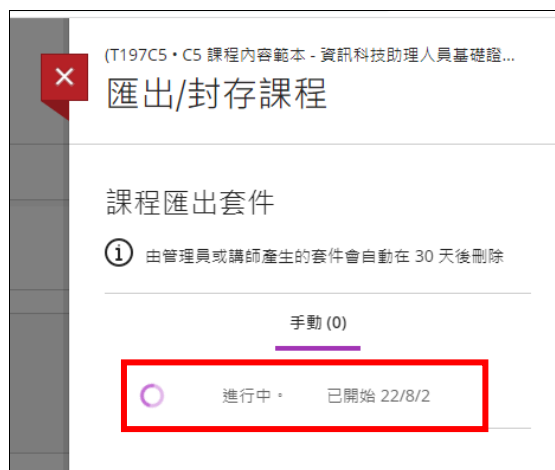 (T197C5 • C5 課程內容範本 - 資訊科技助理人員基礎證...
匯出/封存課程
課程匯出套件
由管理員或講師產生的套件會自動在 30 天後刪除
手動 (0)
進行中。 已開始 22/8/2